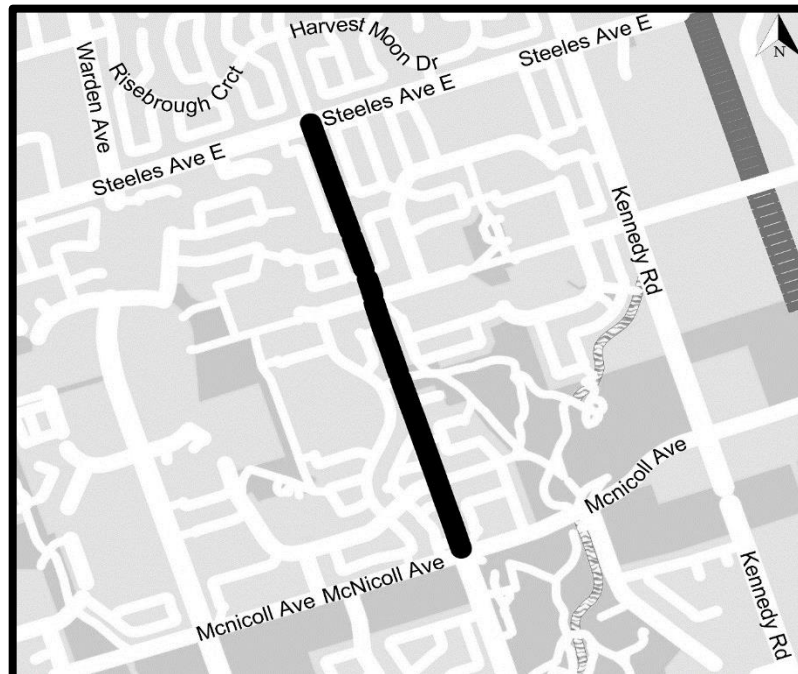 Harvest Moon Dr
Warden Ave
Risebrough Crct
Steeles Ave E
N
Steeles Ave E
Steeles Ave E
Kennedy Rd
Mcnicoll Ave
Mcnicoll Ave McNicoll Ave
Kennedy Rd